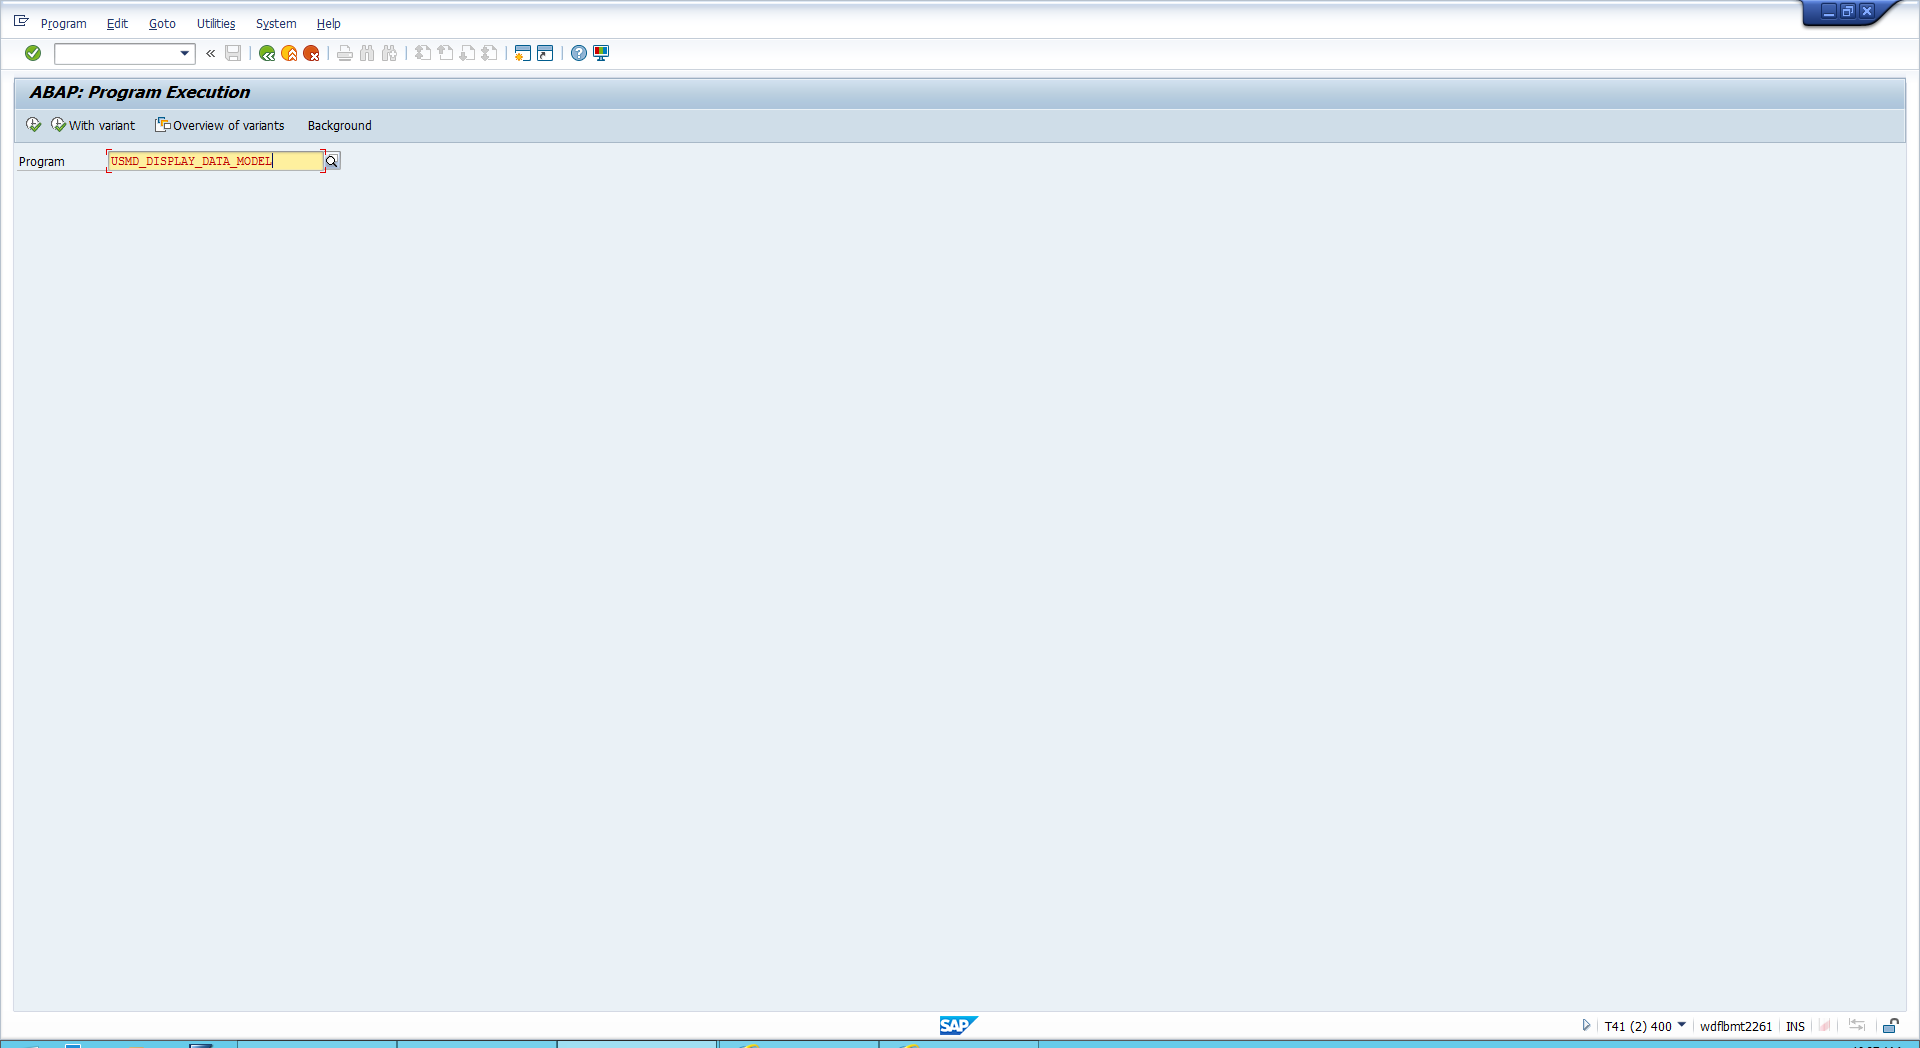 Program Edit Goto Utilities System Help
ABAP: Program Execution
With variant Overview of variants Background
Program USMD_DISPLAY_DATA_MODEL
SAP T41 (2) 400 wdflbmt2261 INS